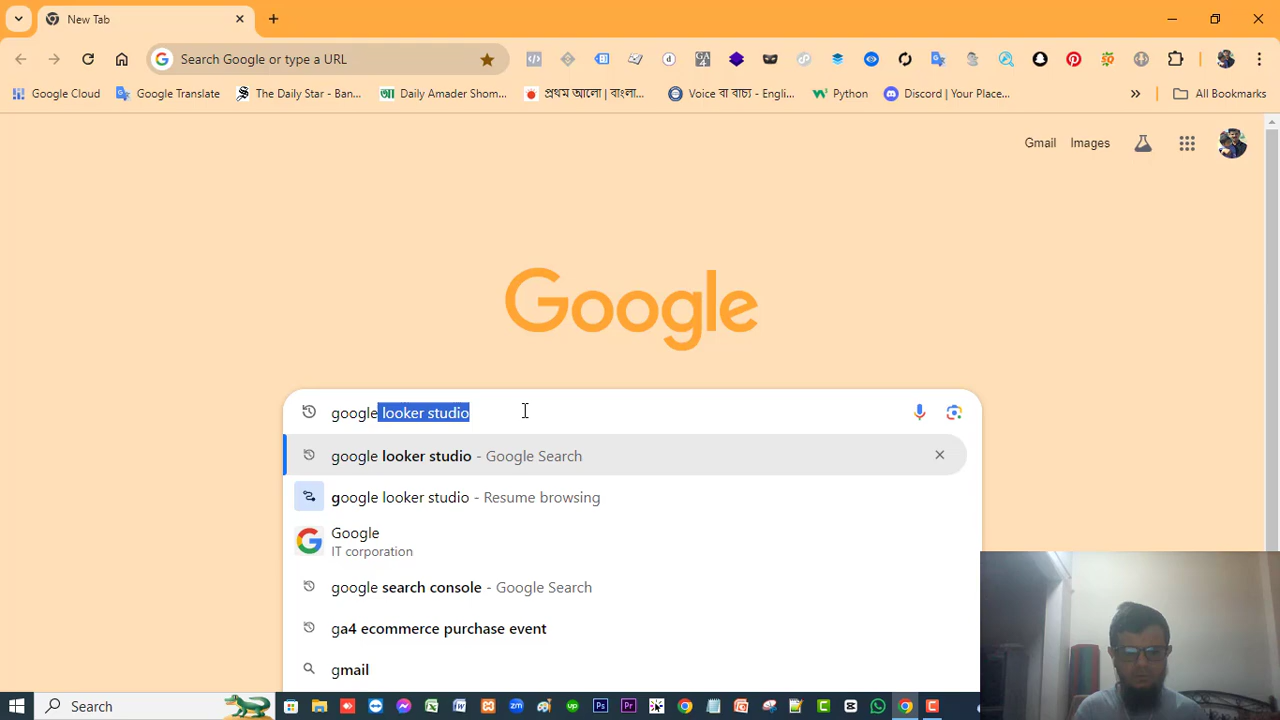 New Tab
Search Google or type a URL
Google Cloud
Google Translate
The Daily Star - Ban...
Daily Amader Shom...
প্রথম আলো | বাংলা...
Voice বা বাচ্য - Engli...
Python
Discord | Your Place...
All Bookmarks
Gmail
Images
Google
google looker studio
google looker studio - Google Search
google looker studio - Resume browsing
Google
IT corporation
google search console - Google Search
ga4 ecommerce purchase event
gmail
Search